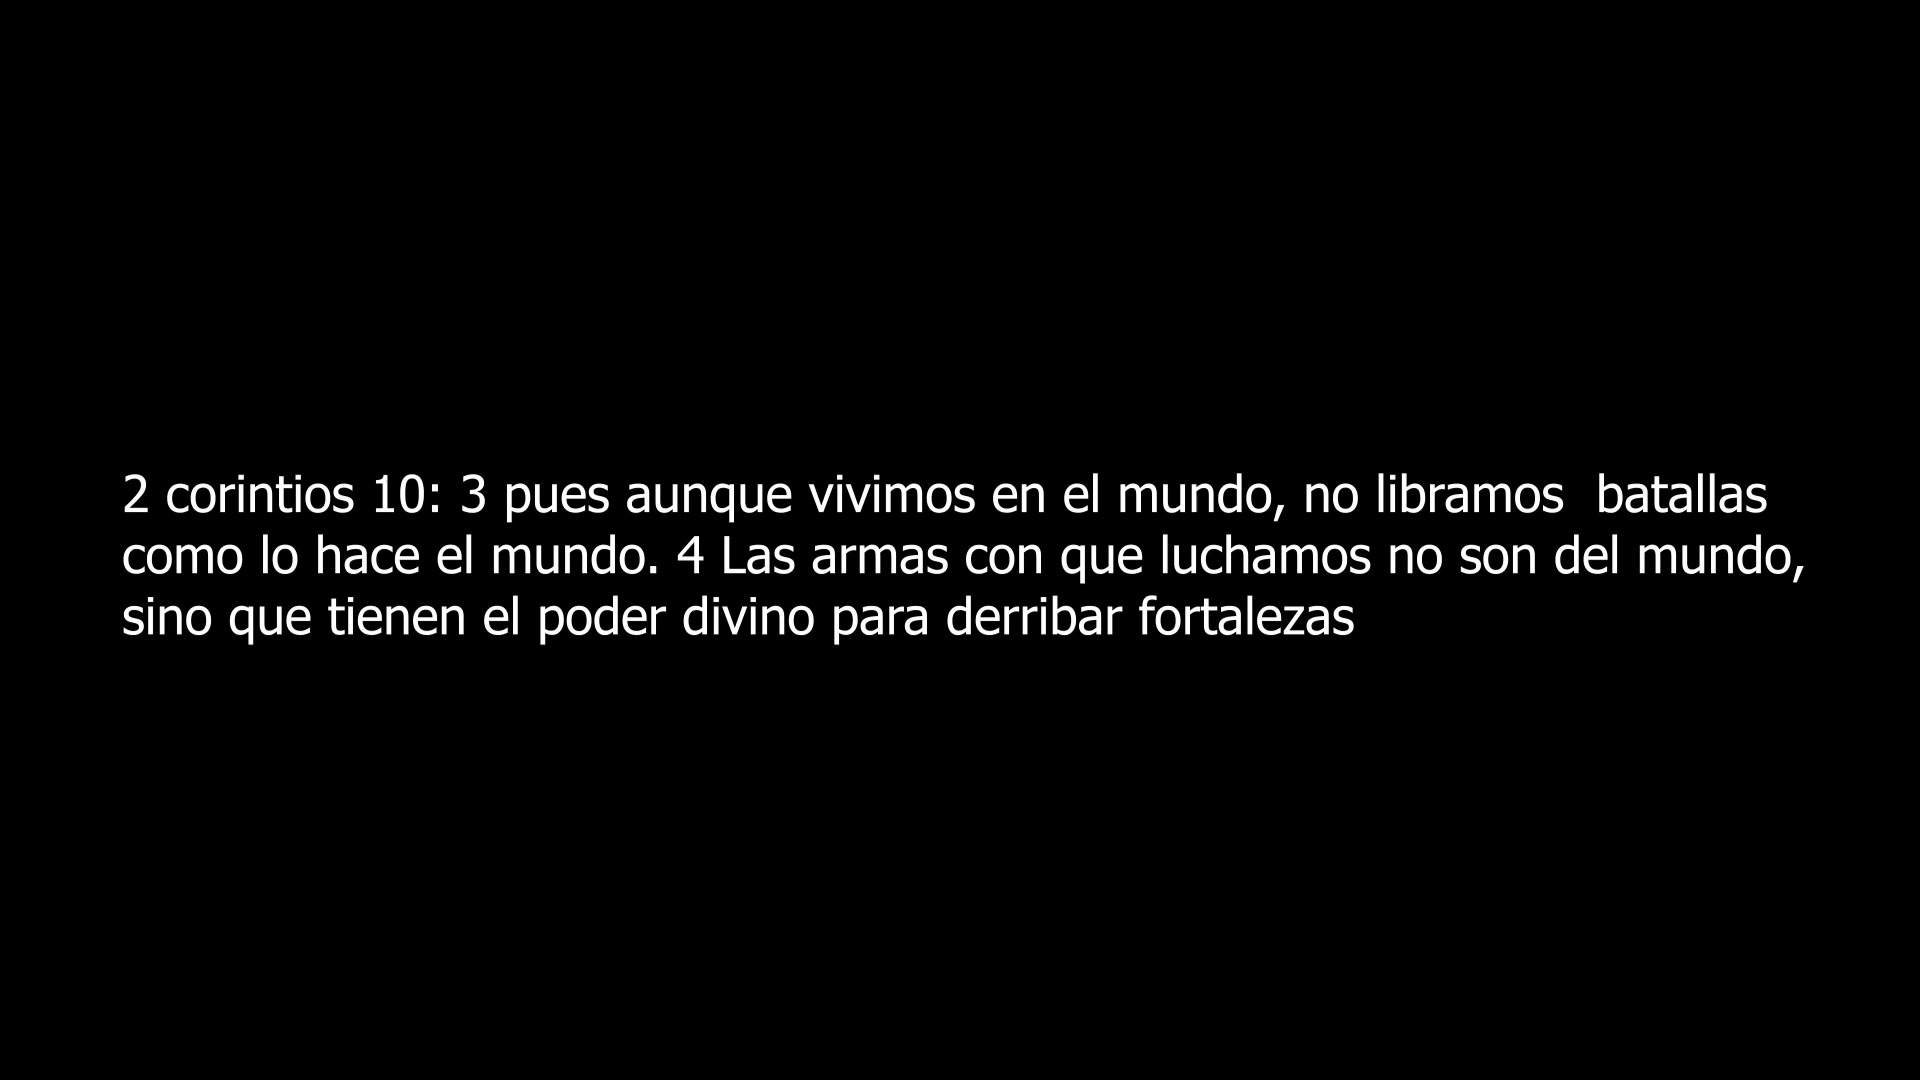 2 corintios 10: 3 pues aunque vivimos en el mundo, no libramos  batallas
como lo hace el mundo. 4 Las armas con que luchamos no son del mundo,
sino que tienen el poder divino para derribar fortalezas